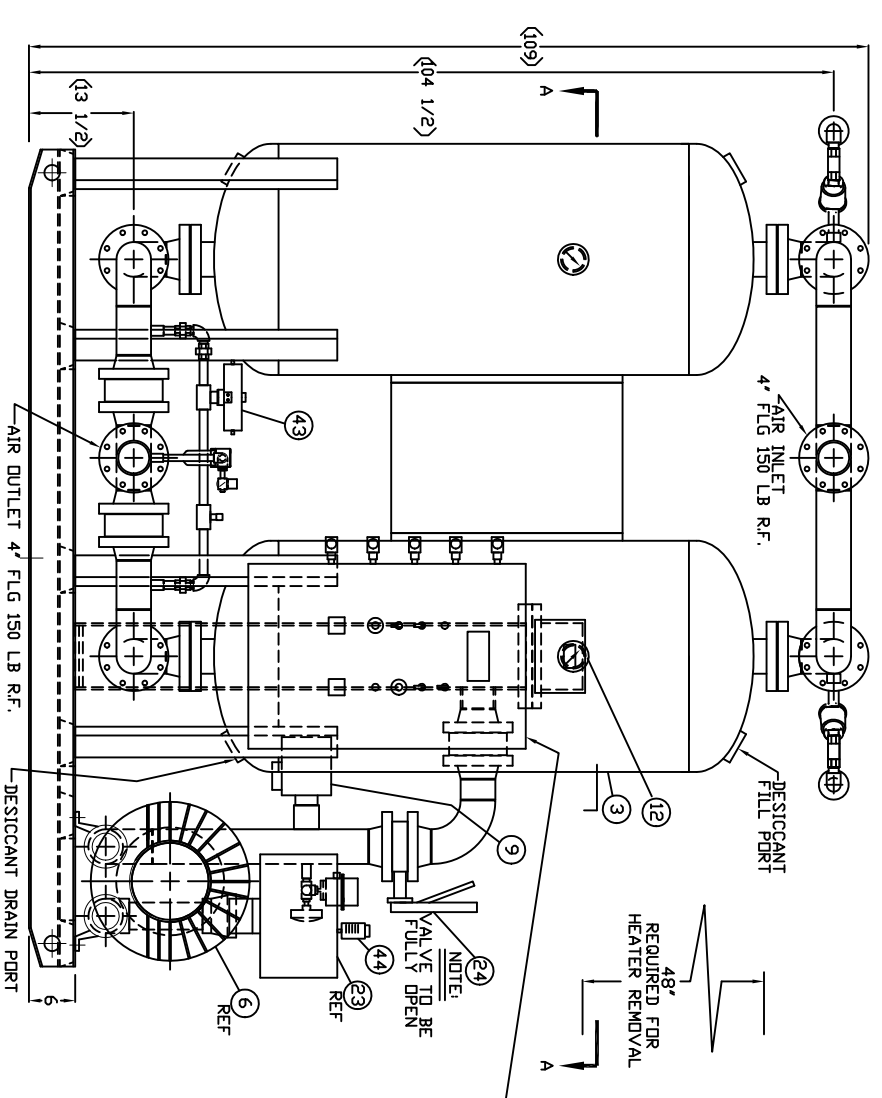 (109)
(104 1/2)
(13 1/2)
A
AIR INLET
4" FLG 150 LB R.F.
DESICCANT
FILL PORT
48"
REQUIRED FOR
HEATER REMOVAL
A
12
3
9
43
24
NOTE:
VALVE TO BE
FULLY OPEN
44
23
REF
6
REF
AIR OUTLET 4" FLG 150 LB R.F.
DESICCANT DRAIN PORT
6